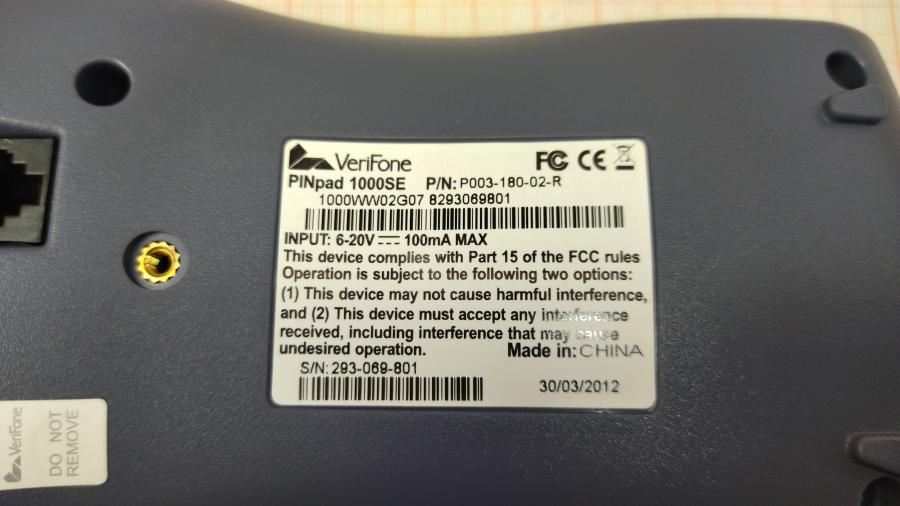 VeriFone
FC CE
PINpad 1000SE P/N: P003-180-02-R
1000WW02G07 8293069801
INPUT: 6-20V 100mA MAX
This device complies with Part 15 of the FCC rules
Operation is subject to the following two options:
(1) This device may not cause harmful interference,
and (2) This device must accept any interference
received, including interference that may cause
undesired operation.
Made in: CHINA
S/N: 293-069-801
30/03/2012
VeriFone
DO NOT
REMOVE